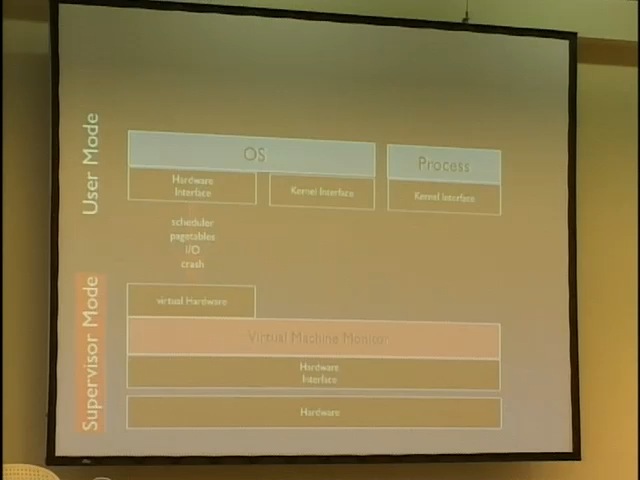 User Mode
OS
Process
Hardware
Interface
Kernel Interface
Kernel Interface
scheduler
pagetables
I/O
crash
Supervisor Mode
virtual Hardware
Virtual Machine Monitor
Hardware
Interface
Hardware